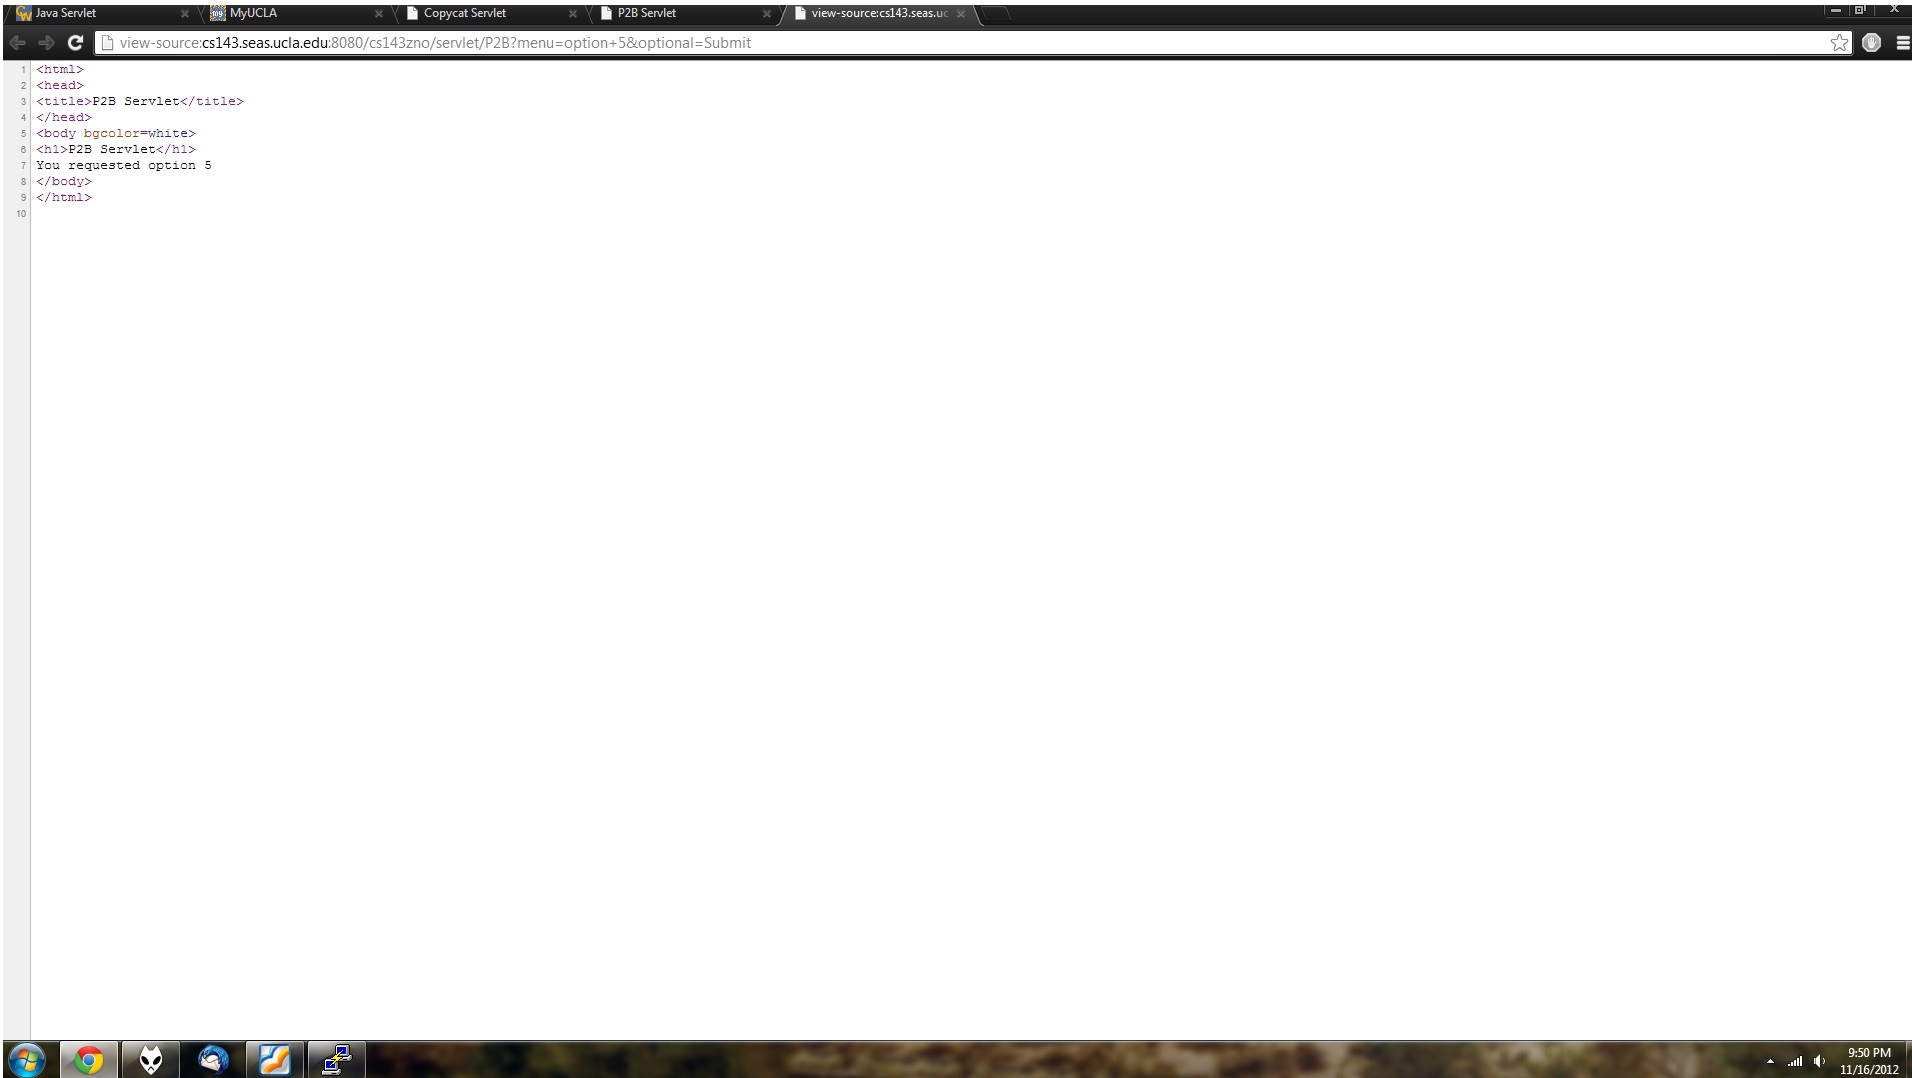 Java Servlet
MyUCLA
Copycat Servlet
P2B Servlet
view-source:cs143.seas.uc
view-source:cs143.seas.ucla.edu:8080/cs143zno/servlet/P2B?menu=option+5&optional=Submit
1 <html>
2 <head>
3 <title>P2B Servlet</title>
4 </head>
5 <body bgcolor=white>
6 <h1>P2B Servlet</h1>
7 You requested option 5
8 </body>
9 </html>
10
9:50 PM
11/16/2012